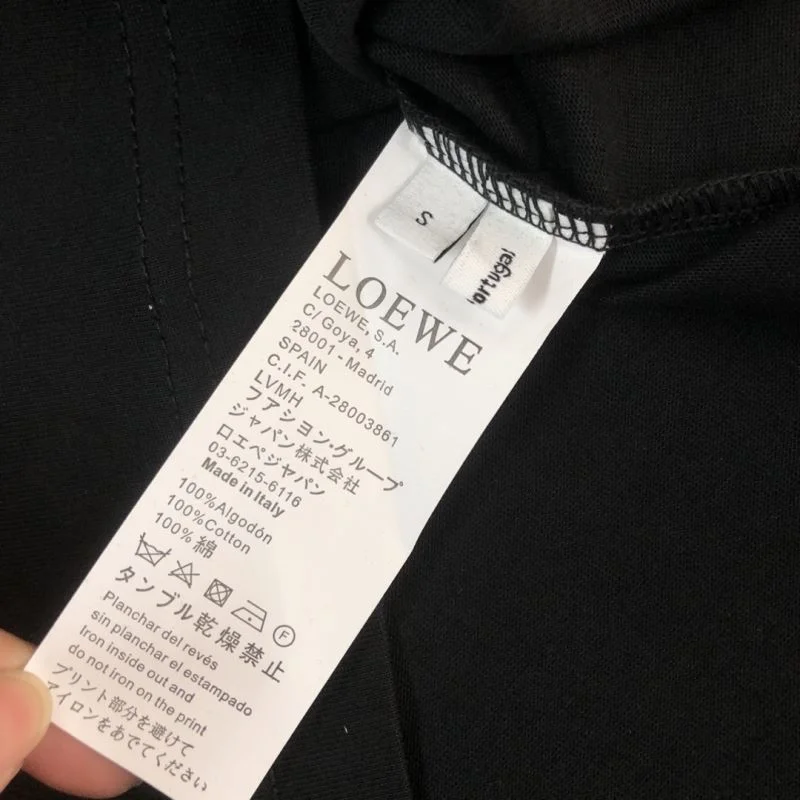 S
ortugal
LOEWE
LOEWE, S.A.
C/ Goya, 4
28001 - Madrid
SPAIN
C.I.F. A-28003861
LVMH
ファション・グループ
ジャパン株式会社
ロエベジャパン
03-6215-6116
Made in Italy
100%Algodón
100%Cotton
100% 綿
F
タンブル乾燥禁止
Planchar del revés
sin planchar el estampado
Iron inside out and
do not iron on the print
プリント部分を避けて
アイロンをあでてください